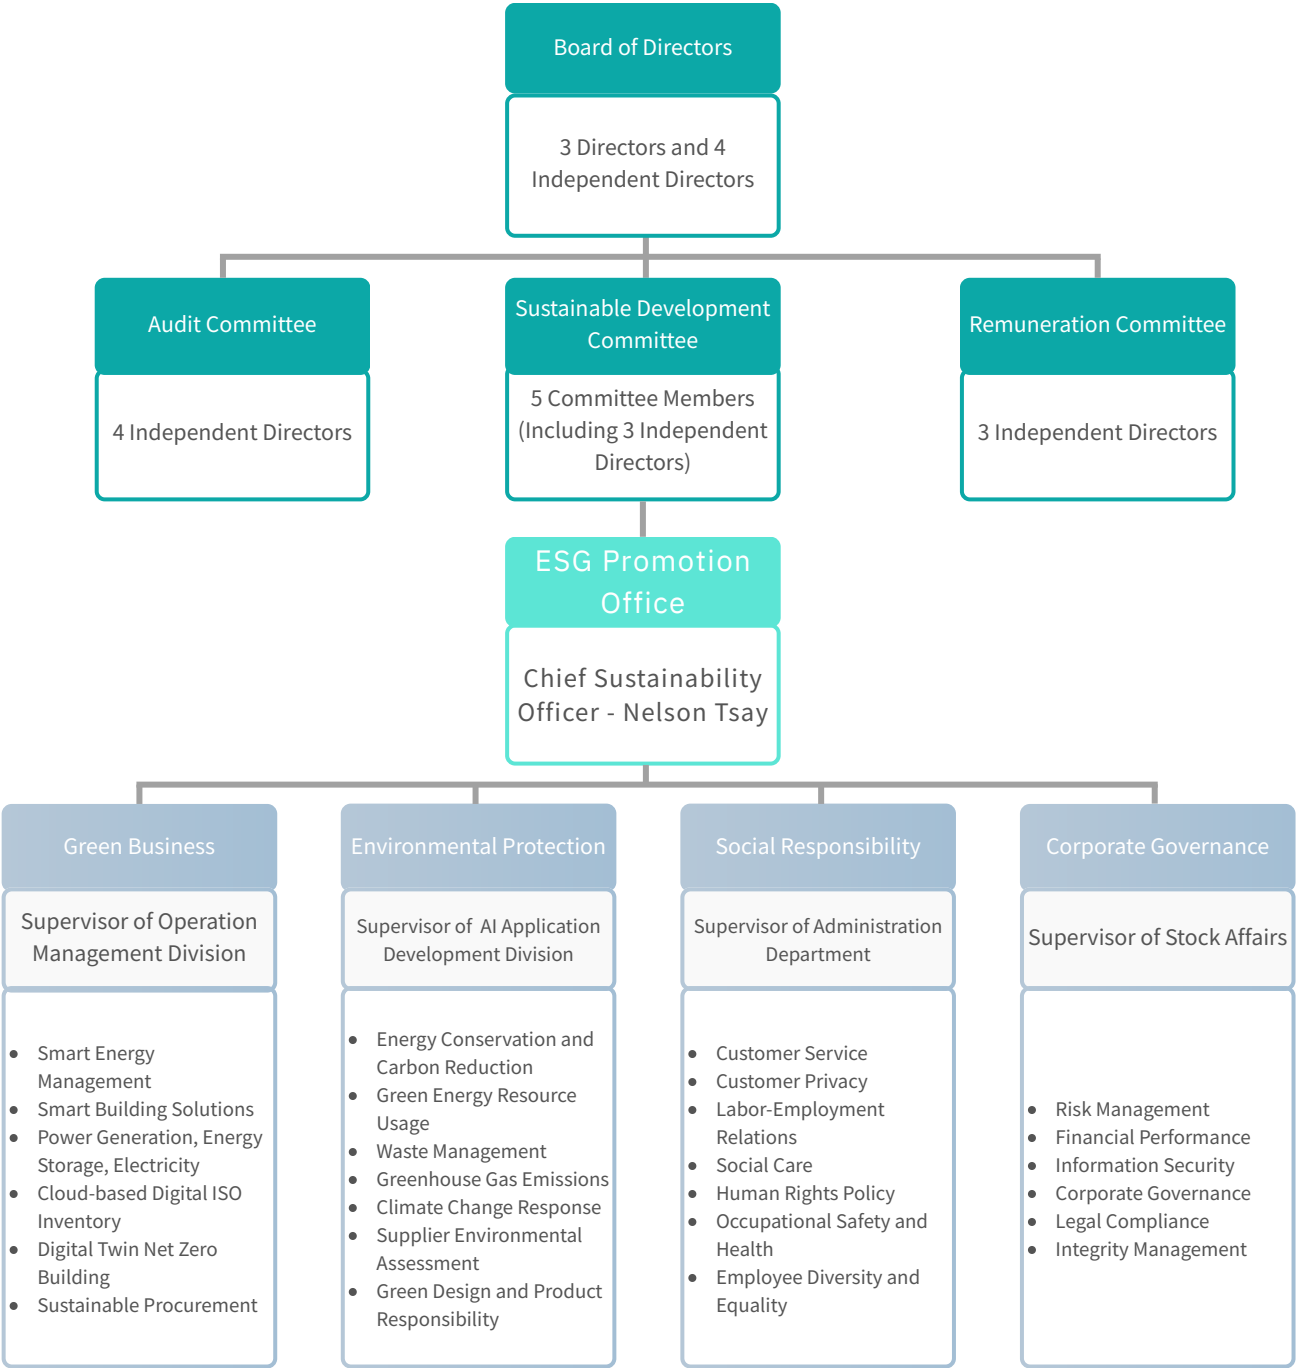 Board of Directors
3 Directors and 4
Independent Directors
Audit Committee
4 Independent Directors
Sustainable Development
Committee
5 Committee Members
(Including 3 Independent
Directors)
Remuneration Committee
3 Independent Directors
ESG Promotion
Office
Chief Sustainability
Officer - Nelson Tsay
Green Business
Supervisor of Operation
Management Division
• Smart Energy
Management
• Smart Building Solutions
• Power Generation, Energy
Storage, Electricity
• Cloud-based Digital ISO
Inventory
• Digital Twin Net Zero
Building
• Sustainable Procurement
Environmental Protection
Supervisor of AI Application
Development Division
• Energy Conservation and
Carbon Reduction
• Green Energy Resource
Usage
• Waste Management
• Greenhouse Gas Emissions
• Climate Change Response
• Supplier Environmental
Assessment
• Green Design and Product
Responsibility
Social Responsibility
Supervisor of Administration
Department
• Customer Service
• Customer Privacy
• Labor-Employment
Relations
• Social Care
• Human Rights Policy
• Occupational Safety and
Health
• Employee Diversity and
Equality
Corporate Governance
Supervisor of Stock Affairs
• Risk Management
• Financial Performance
• Information Security
• Corporate Governance
• Legal Compliance
• Integrity Management